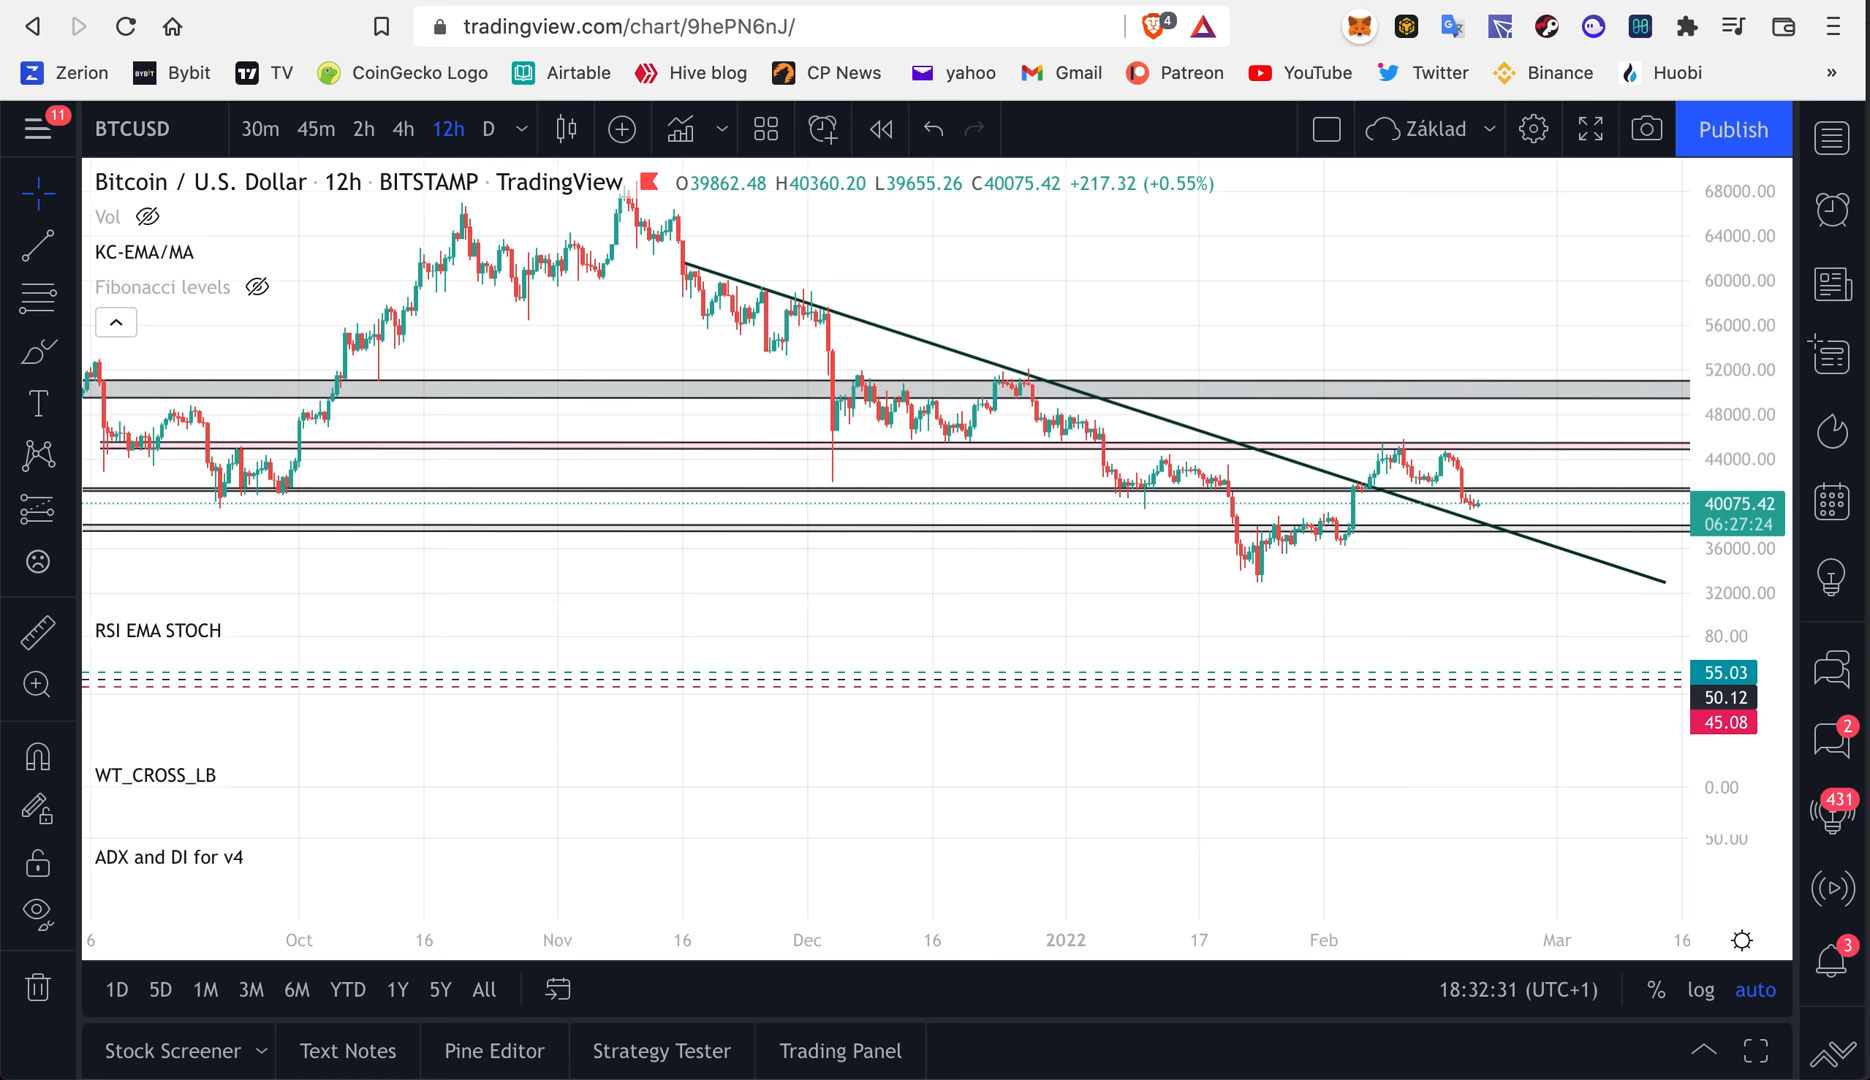 tradingview.com/chart/9hePN6nJ/
4
Zerion Bybit TV CoinGecko Logo Airtable Hive blog CP News yahoo Gmail Patreon YouTube Twitter Binance Huobi »
11
BTCUSD 30m 45m 2h 4h 12h D Základ Publish
Bitcoin / U.S. Dollar · 12h · BITSTAMP · TradingView O39862.48 H40360.20 L39655.26 C40075.42 +217.32 (+0.55%)
Vol
KC-EMA/MA
Fibonacci levels
68000.00
64000.00
60000.00
56000.00
52000.00
48000.00
44000.00
40075.42
06:27:24
36000.00
32000.00
RSI EMA STOCH
80.00
55.03
50.12
45.08
WT_CROSS_LB
0.00
50.00
ADX and DI for v4
6 Oct 16 Nov 16 Dec 16 2022 17 Feb Mar 16
2
431
3
1D 5D 1M 3M 6M YTD 1Y 5Y All 18:32:31 (UTC+1) % log auto
Stock Screener Text Notes Pine Editor Strategy Tester Trading Panel